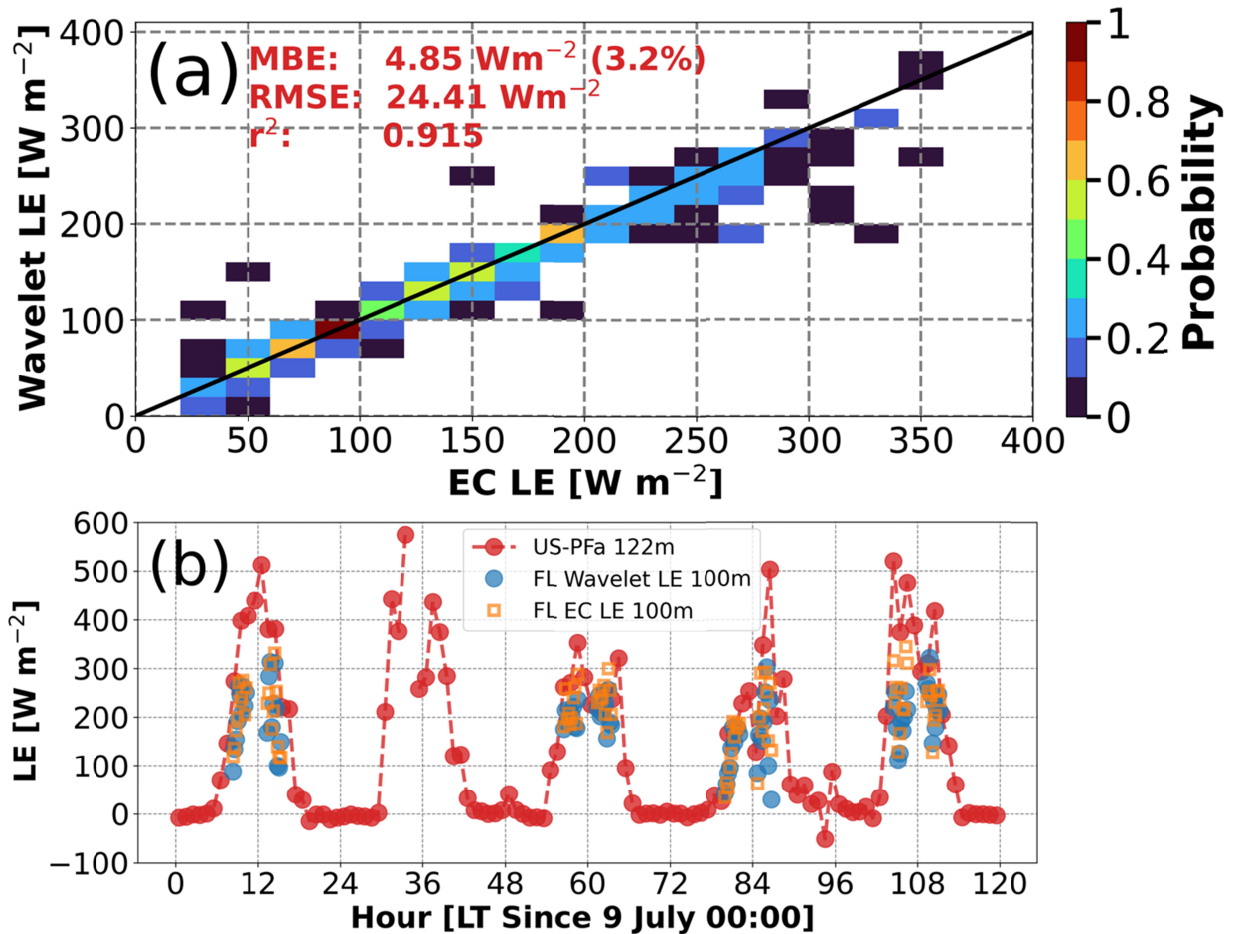 (a)
MBE: 4.85 Wm⁻² (3.2%)
RMSE: 24.41 Wm⁻²
r²: 0.915
Wavelet LE [W m⁻²]
400
300
200
100
0
0 50 100 150 200 250 300 350 400
EC LE [W m⁻²]
1
0.8
0.6
0.4
0.2
0
Probability
(b)
US-PFa 122m
FL Wavelet LE 100m
FL EC LE 100m
LE [W m⁻²]
600
500
400
300
200
100
0
−100
0 12 24 36 48 60 72 84 96 108 120
Hour [LT Since 9 July 00:00]